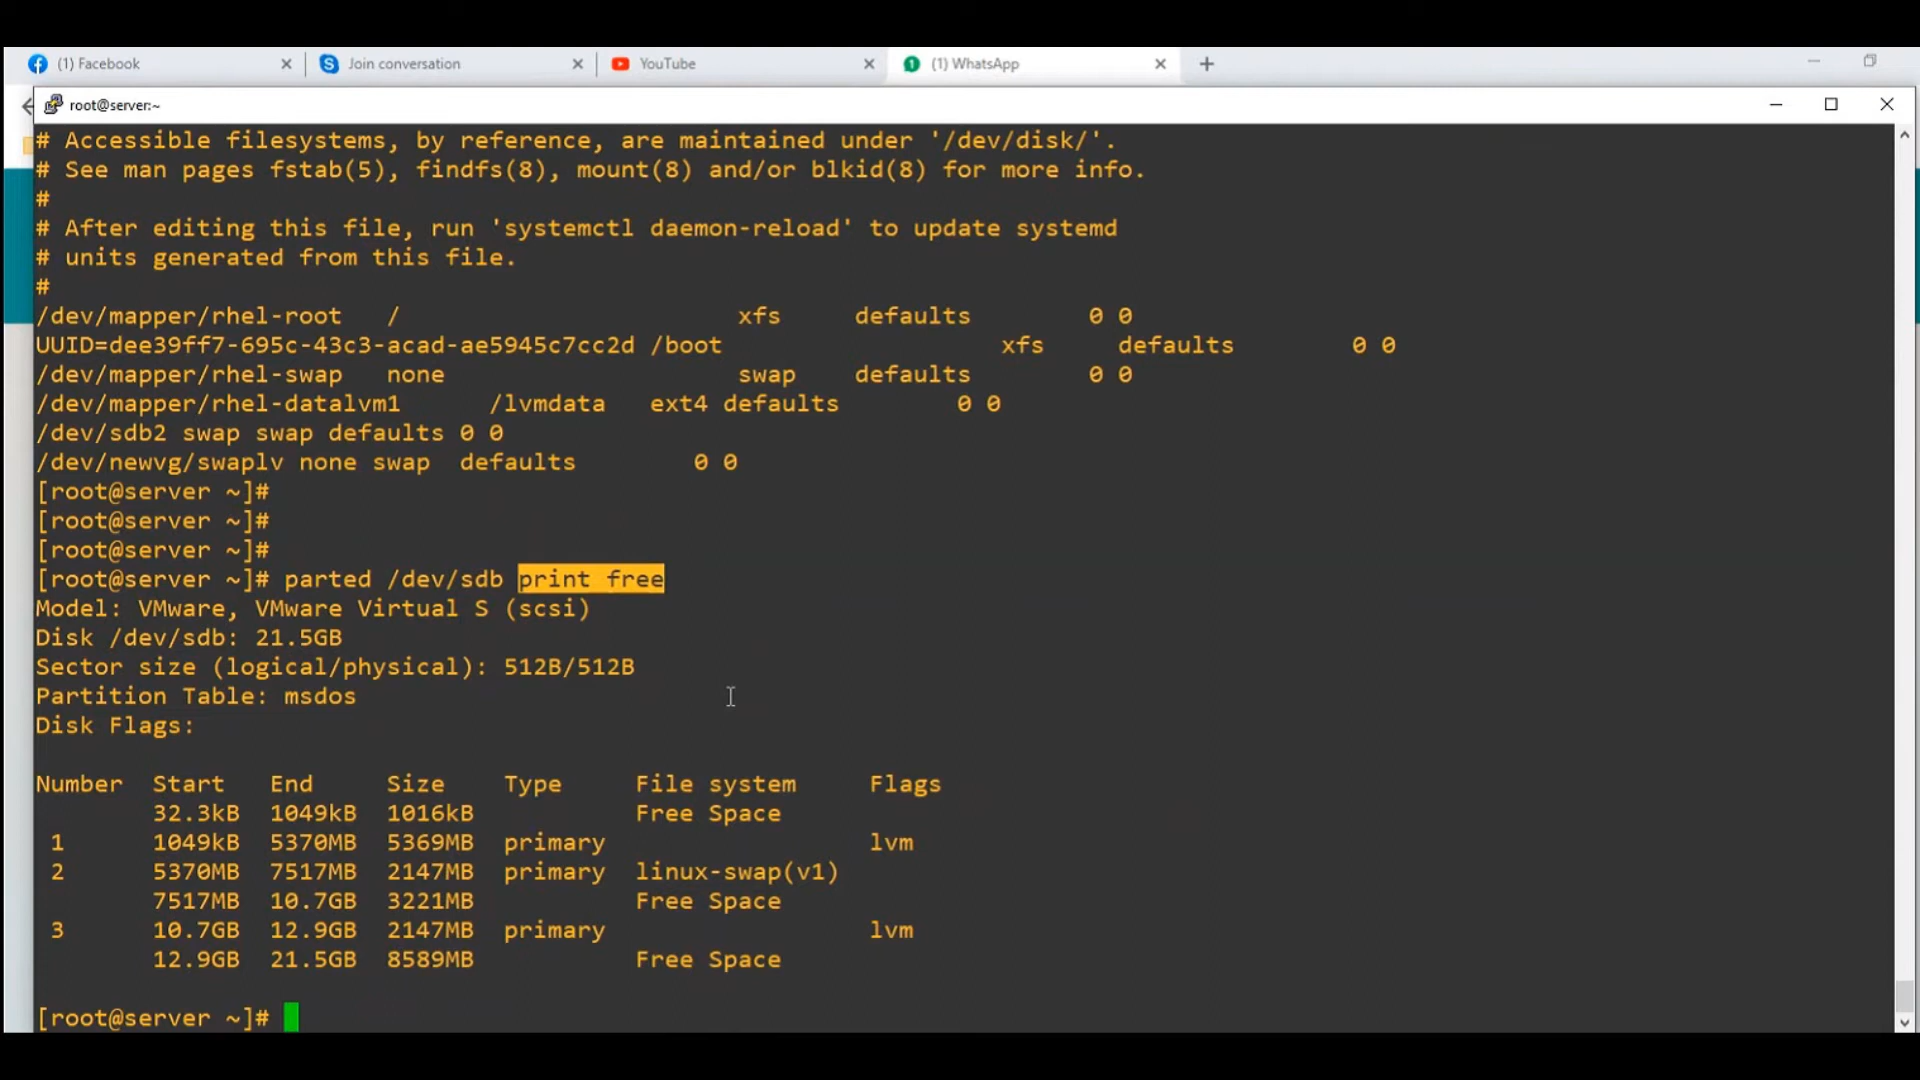 (1) Facebook
Join conversation
YouTube
1 (1) WhatsApp
root@server:~
# Accessible filesystems, by reference, are maintained under '/dev/disk/'.
# See man pages fstab(5), findfs(8), mount(8) and/or blkid(8) for more info.
#
# After editing this file, run 'systemctl daemon-reload' to update systemd
# units generated from this file.
#
/dev/mapper/rhel-root / xfs defaults 0 0
UUID=dee39ff7-695c-43c3-acad-ae5945c7cc2d /boot xfs defaults 0 0
/dev/mapper/rhel-swap none swap defaults 0 0
/dev/mapper/rhel-datalvm1 /lvmdata ext4 defaults 0 0
/dev/sdb2 swap swap defaults 0 0
/dev/newvg/swaplv none swap defaults 0 0
[root@server ~]#
[root@server ~]#
[root@server ~]#
[root@server ~]# parted /dev/sdb print free
Model: VMware, VMware Virtual S (scsi)
Disk /dev/sdb: 21.5GB
Sector size (logical/physical): 512B/512B
Partition Table: msdos
Disk Flags:
Number Start End Size Type File system Flags
32.3kB 1049kB 1016kB Free Space
1 1049kB 5370MB 5369MB primary lvm
2 5370MB 7517MB 2147MB primary linux-swap(v1)
7517MB 10.7GB 3221MB Free Space
3 10.7GB 12.9GB 2147MB primary lvm
12.9GB 21.5GB 8589MB Free Space
[root@server ~]#